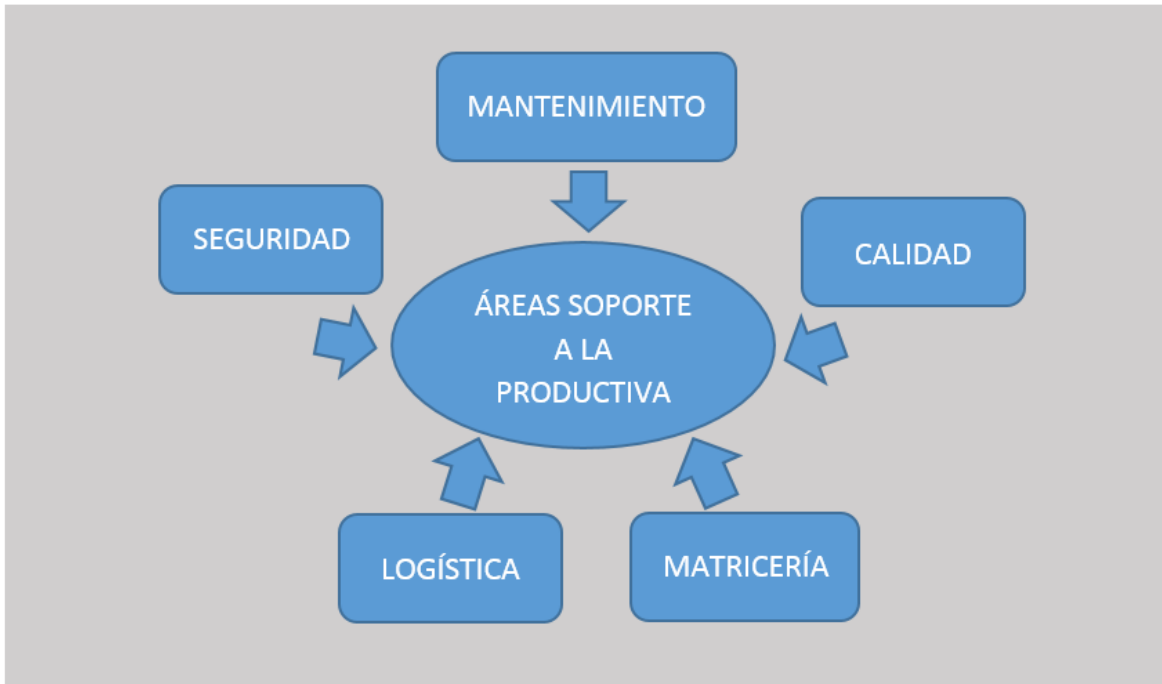 MANTENIMIENTO
SEGURIDAD
CALIDAD
ÁREAS SOPORTE
A LA
PRODUCTIVA
LOGÍSTICA
MATRICERÍA